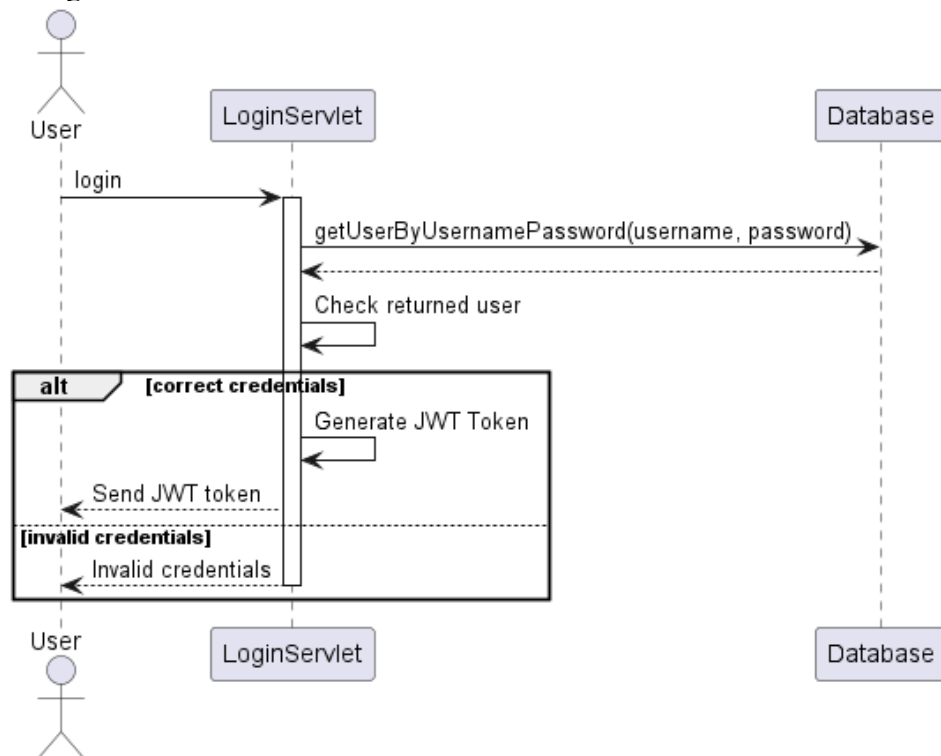 User
LoginServlet
Database
login
getUserByUsernamePassword(username, password)
Check returned user
alt
[correct credentials]
Generate JWT Token
Send JWT token
[invalid credentials]
Invalid credentials
User
LoginServlet
Database